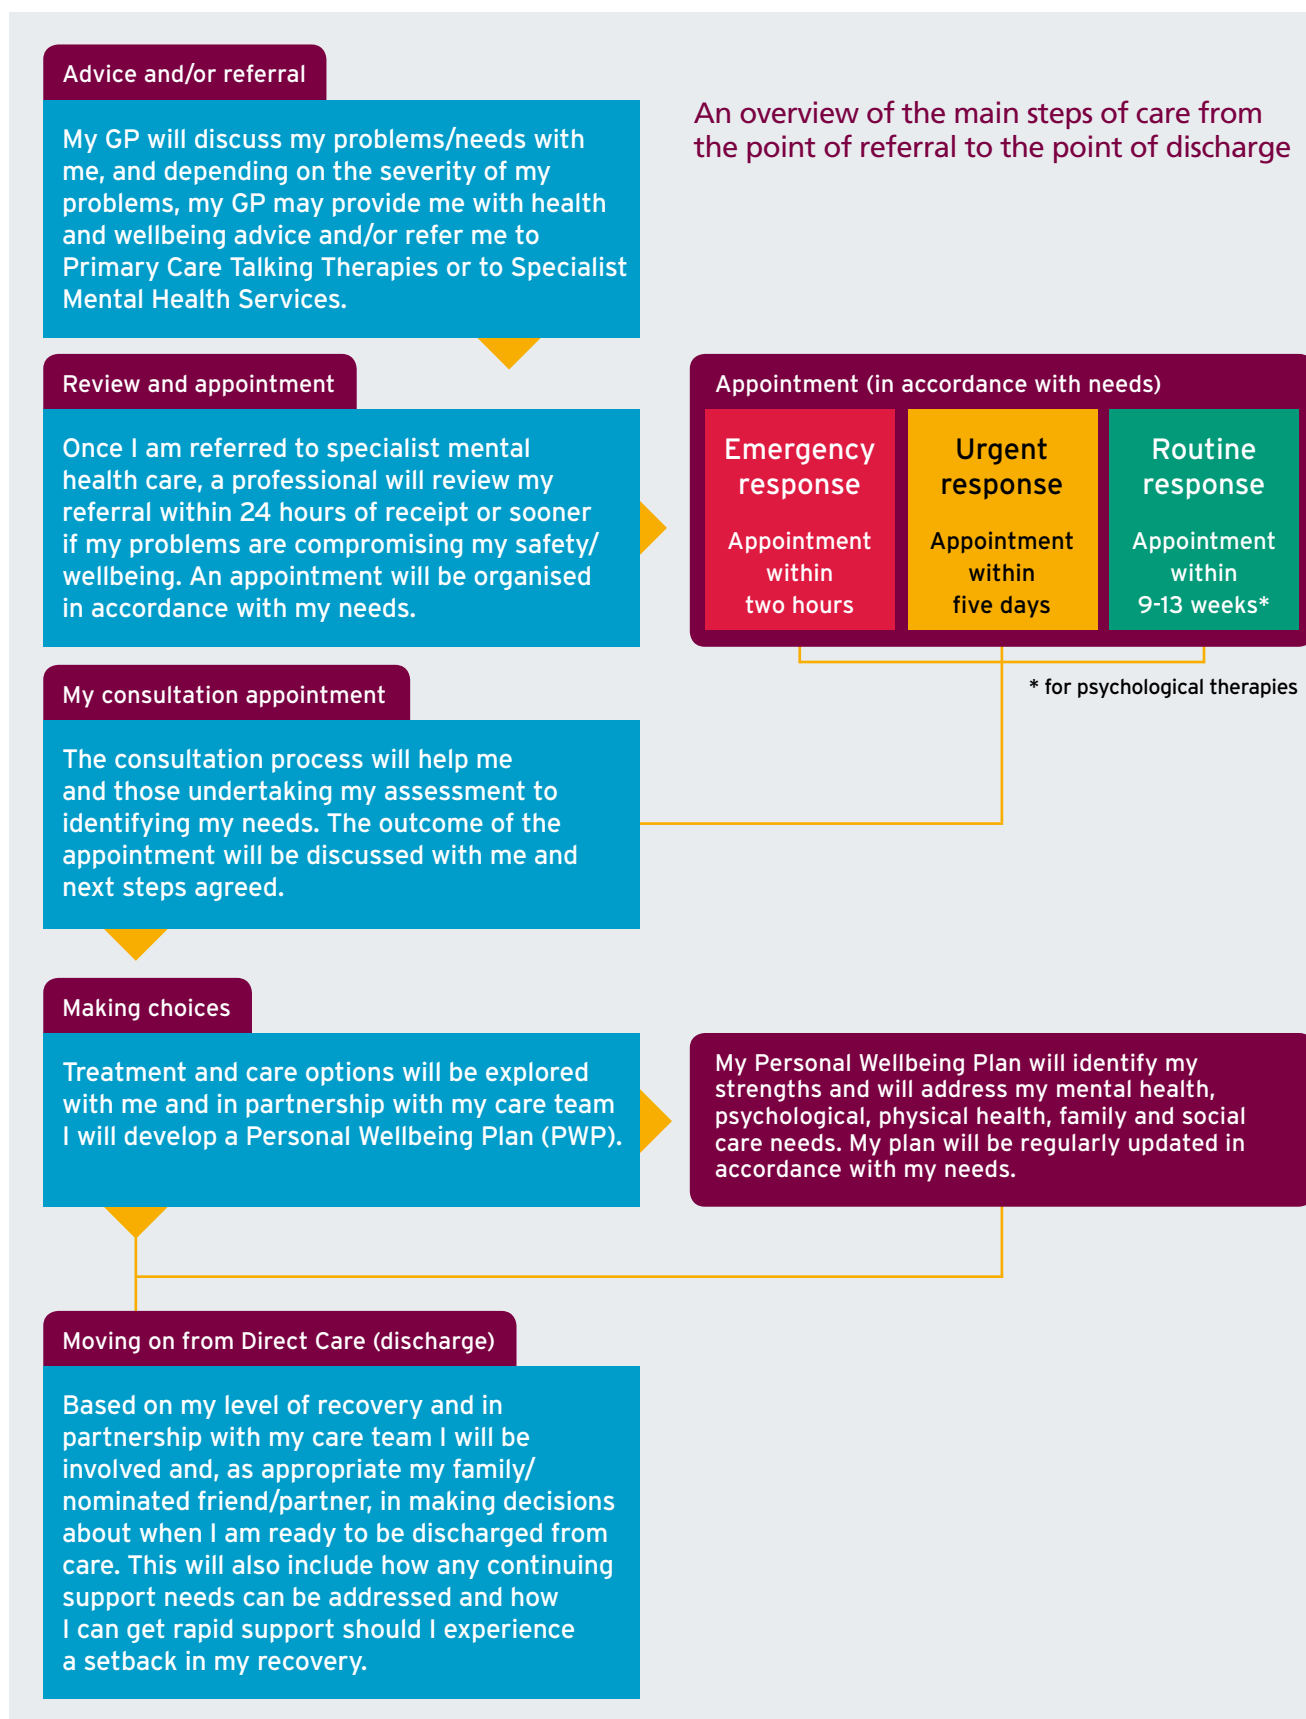 Advice and/or referral
My GP will discuss my problems/needs with
me, and depending on the severity of my
problems, my GP may provide me with health
and wellbeing advice and/or refer me to
Primary Care Talking Therapies or to Specialist
Mental Health Services.
An overview of the main steps of care from
the point of referral to the point of discharge
Review and appointment
Once I am referred to specialist mental
health care, a professional will review my
referral within 24 hours of receipt or sooner
if my problems are compromising my safety/
wellbeing. An appointment will be organised
in accordance with my needs.
Appointment (in accordance with needs)
Emergency
response
Appointment
within
two hours
Urgent
response
Appointment
within
five days
Routine
response
Appointment
within
9-13 weeks*
* for psychological therapies
My consultation appointment
The consultation process will help me
and those undertaking my assessment to
identifying my needs. The outcome of the
appointment will be discussed with me and
next steps agreed.
Making choices
Treatment and care options will be explored
with me and in partnership with my care team
I will develop a Personal Wellbeing Plan (PWP).
My Personal Wellbeing Plan will identify my
strengths and will address my mental health,
psychological, physical health, family and social
care needs. My plan will be regularly updated in
accordance with my needs.
Moving on from Direct Care (discharge)
Based on my level of recovery and in
partnership with my care team I will be
involved and, as appropriate my family/
nominated friend/partner, in making decisions
about when I am ready to be discharged from
care. This will also include how any continuing
support needs can be addressed and how
I can get rapid support should I experience
a setback in my recovery.